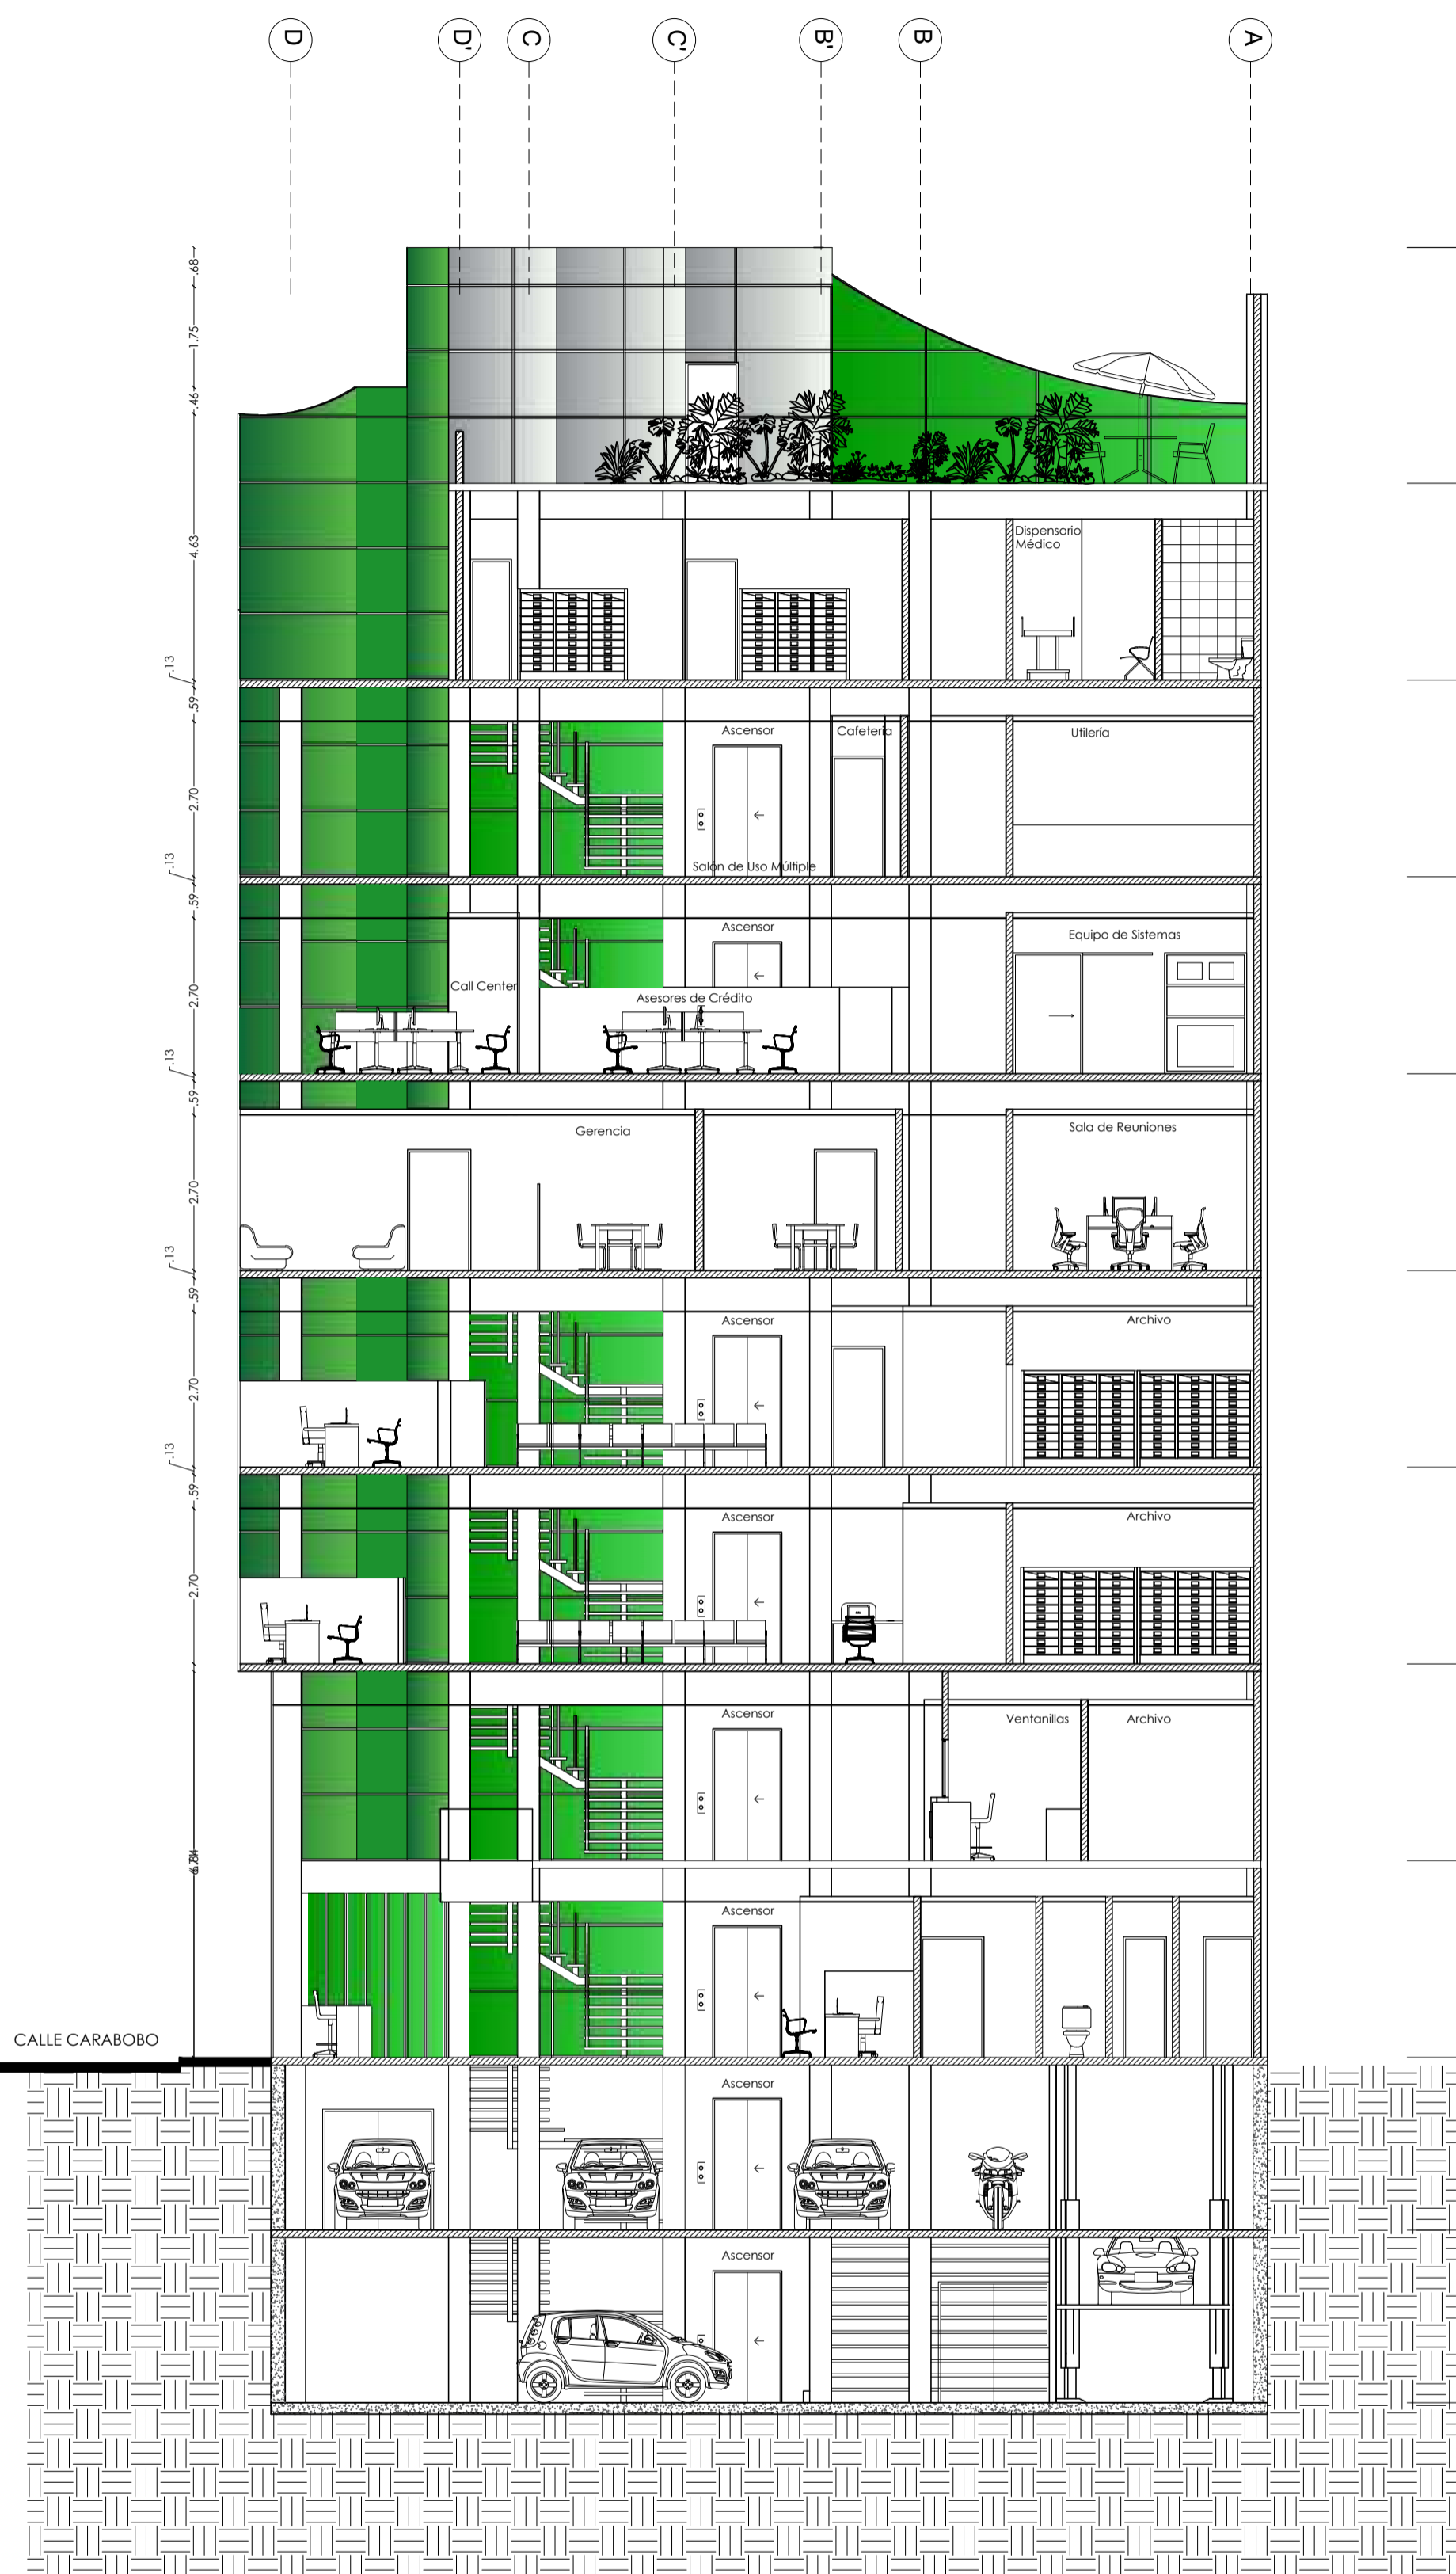 D D' C C' B' B A
.68
1.75
.46
4.63
Dispensario
Médico
.13
.59
Ascensor Cafetería Utilería
2.70
Salón de Uso Múltiple
.13
.59
Ascensor Equipo de Sistemas
2.70
Call Center
Asesores de Crédito
.13
.59
Gerencia Sala de Reuniones
2.70
.13
.59
Ascensor Archivo
2.70
.13
.59
Ascensor Archivo
2.70
Ascensor Ventanillas Archivo
Ascensor
CALLE CARABOBO
Ascensor
Ascensor